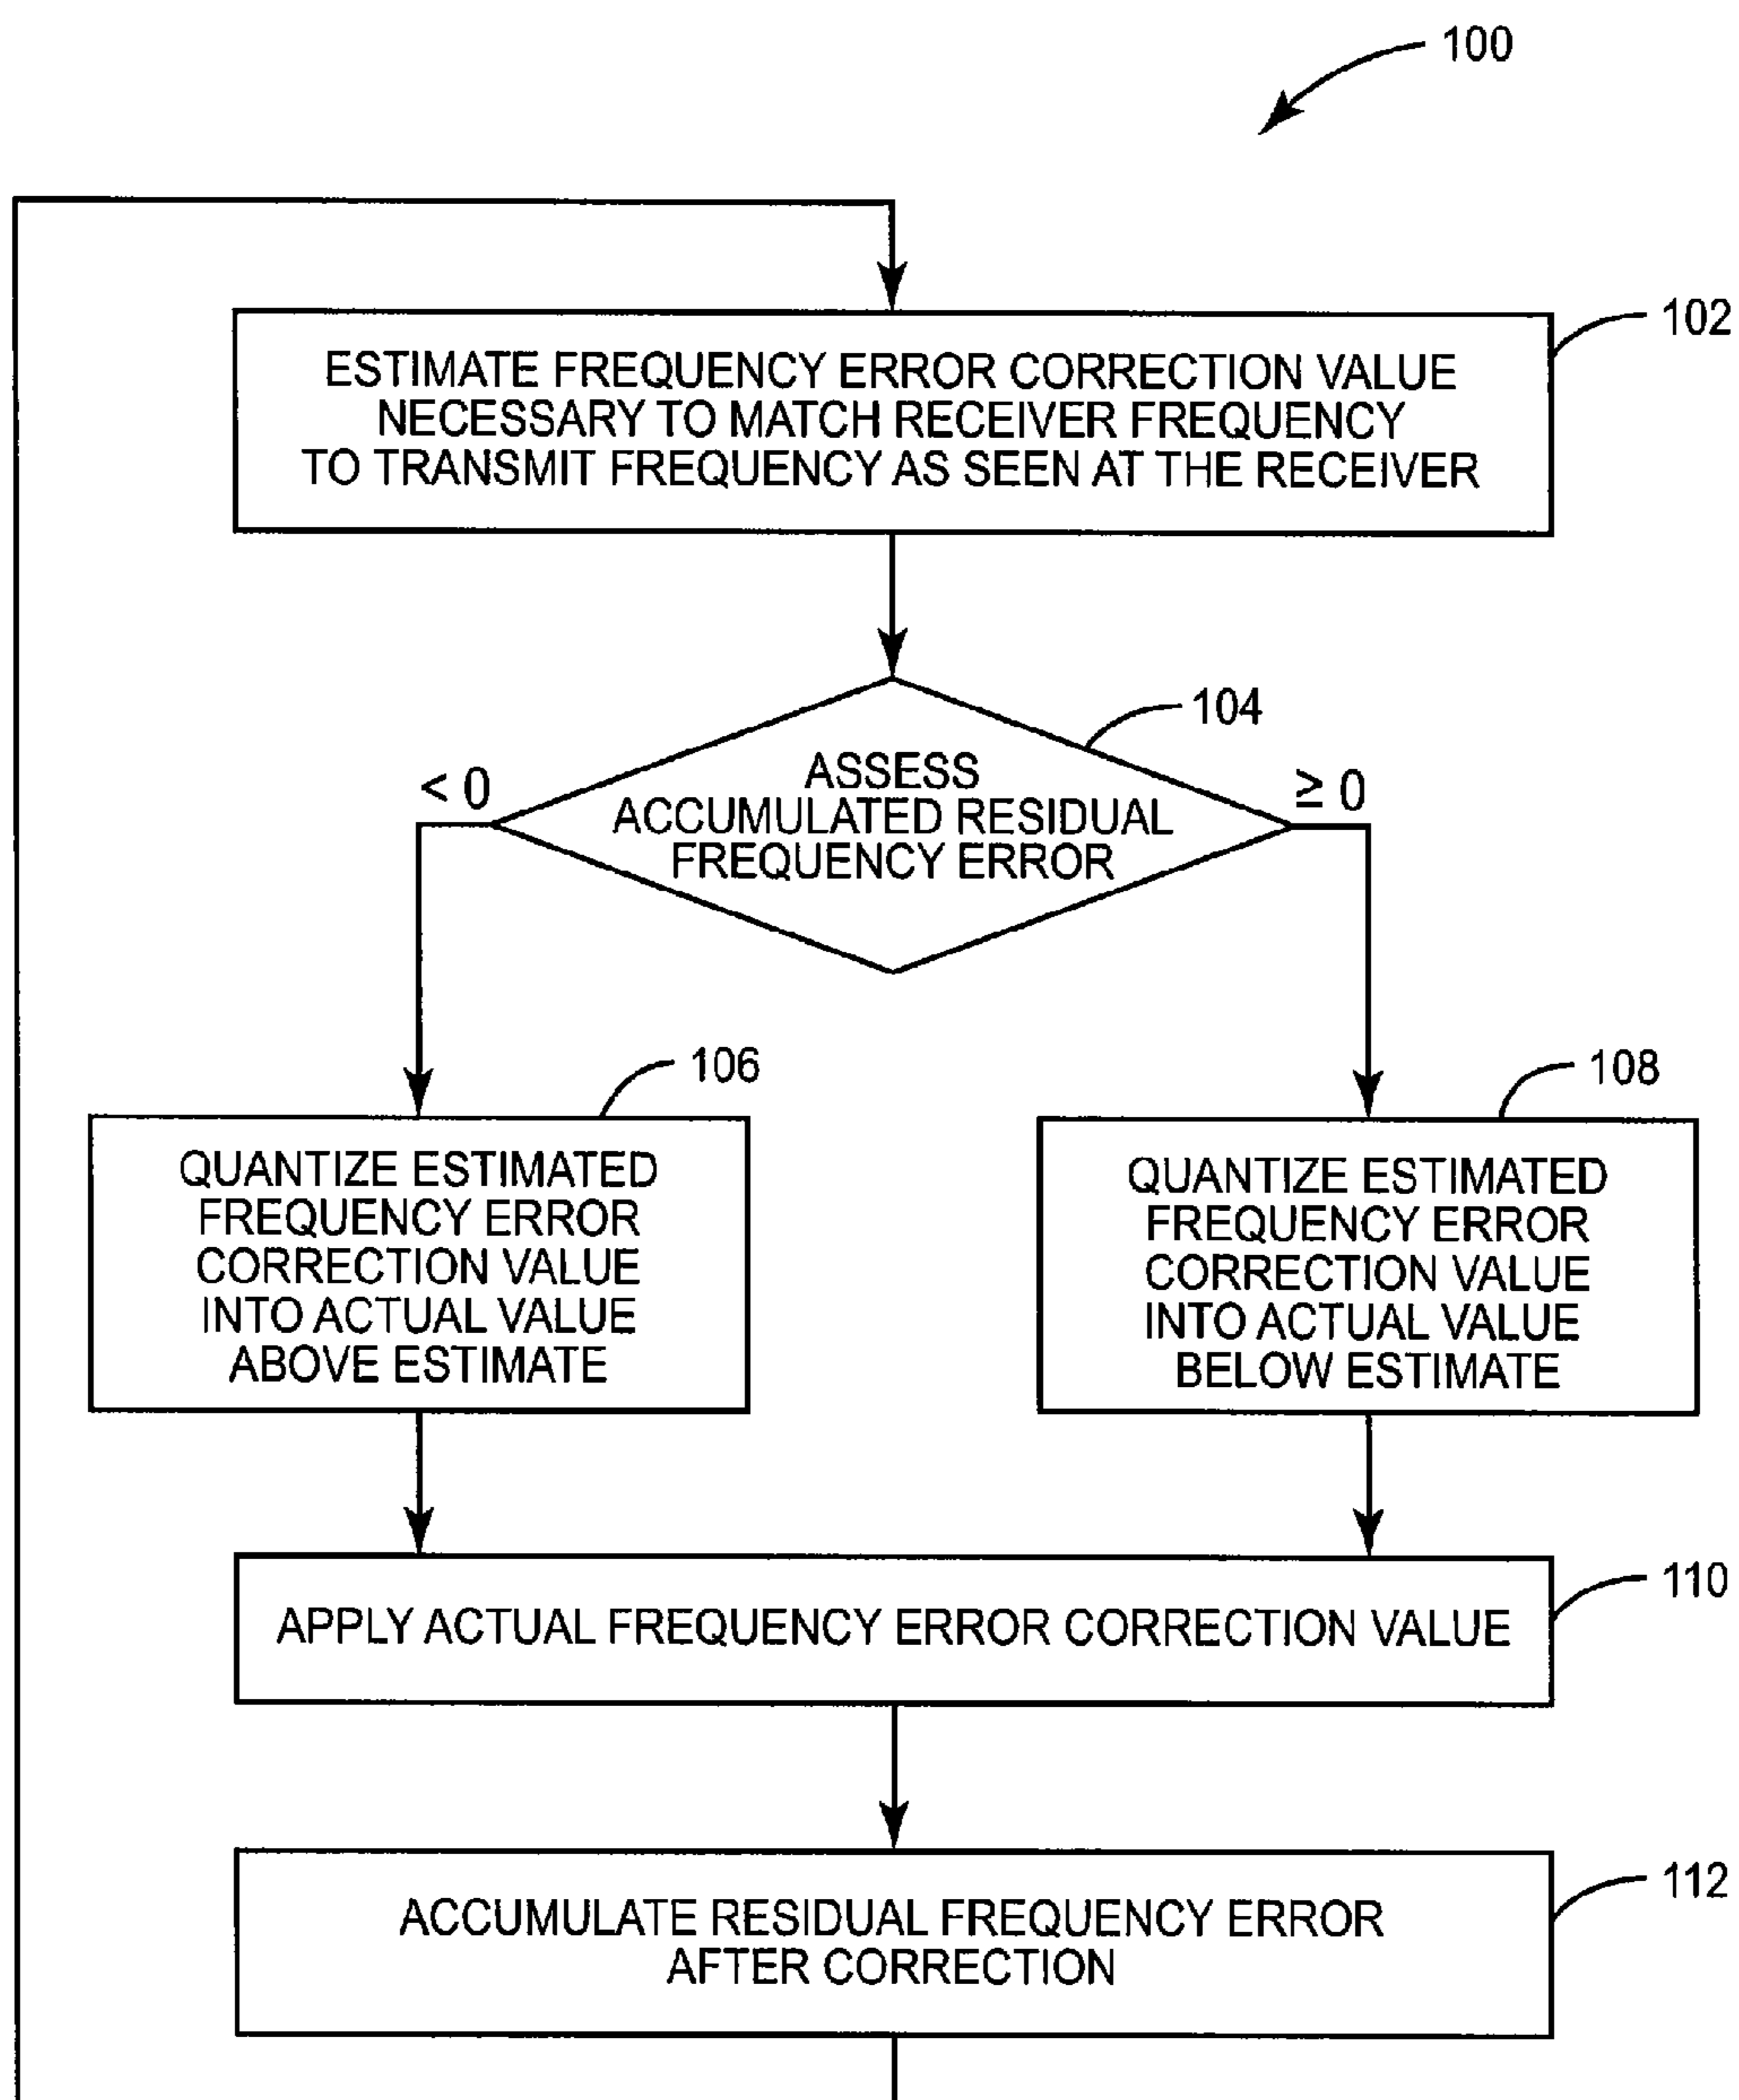 100
102
ESTIMATE FREQUENCY ERROR CORRECTION VALUE
NECESSARY TO MATCH RECEIVER FREQUENCY
TO TRANSMIT FREQUENCY AS SEEN AT THE RECEIVER
104
< 0
≥ 0
ASSESS
ACCUMULATED RESIDUAL
FREQUENCY ERROR
106
QUANTIZE ESTIMATED
FREQUENCY ERROR
CORRECTION VALUE
INTO ACTUAL VALUE
ABOVE ESTIMATE
108
QUANTIZE ESTIMATED
FREQUENCY ERROR
CORRECTION VALUE
INTO ACTUAL VALUE
BELOW ESTIMATE
110
APPLY ACTUAL FREQUENCY ERROR CORRECTION VALUE
112
ACCUMULATE RESIDUAL FREQUENCY ERROR
AFTER CORRECTION